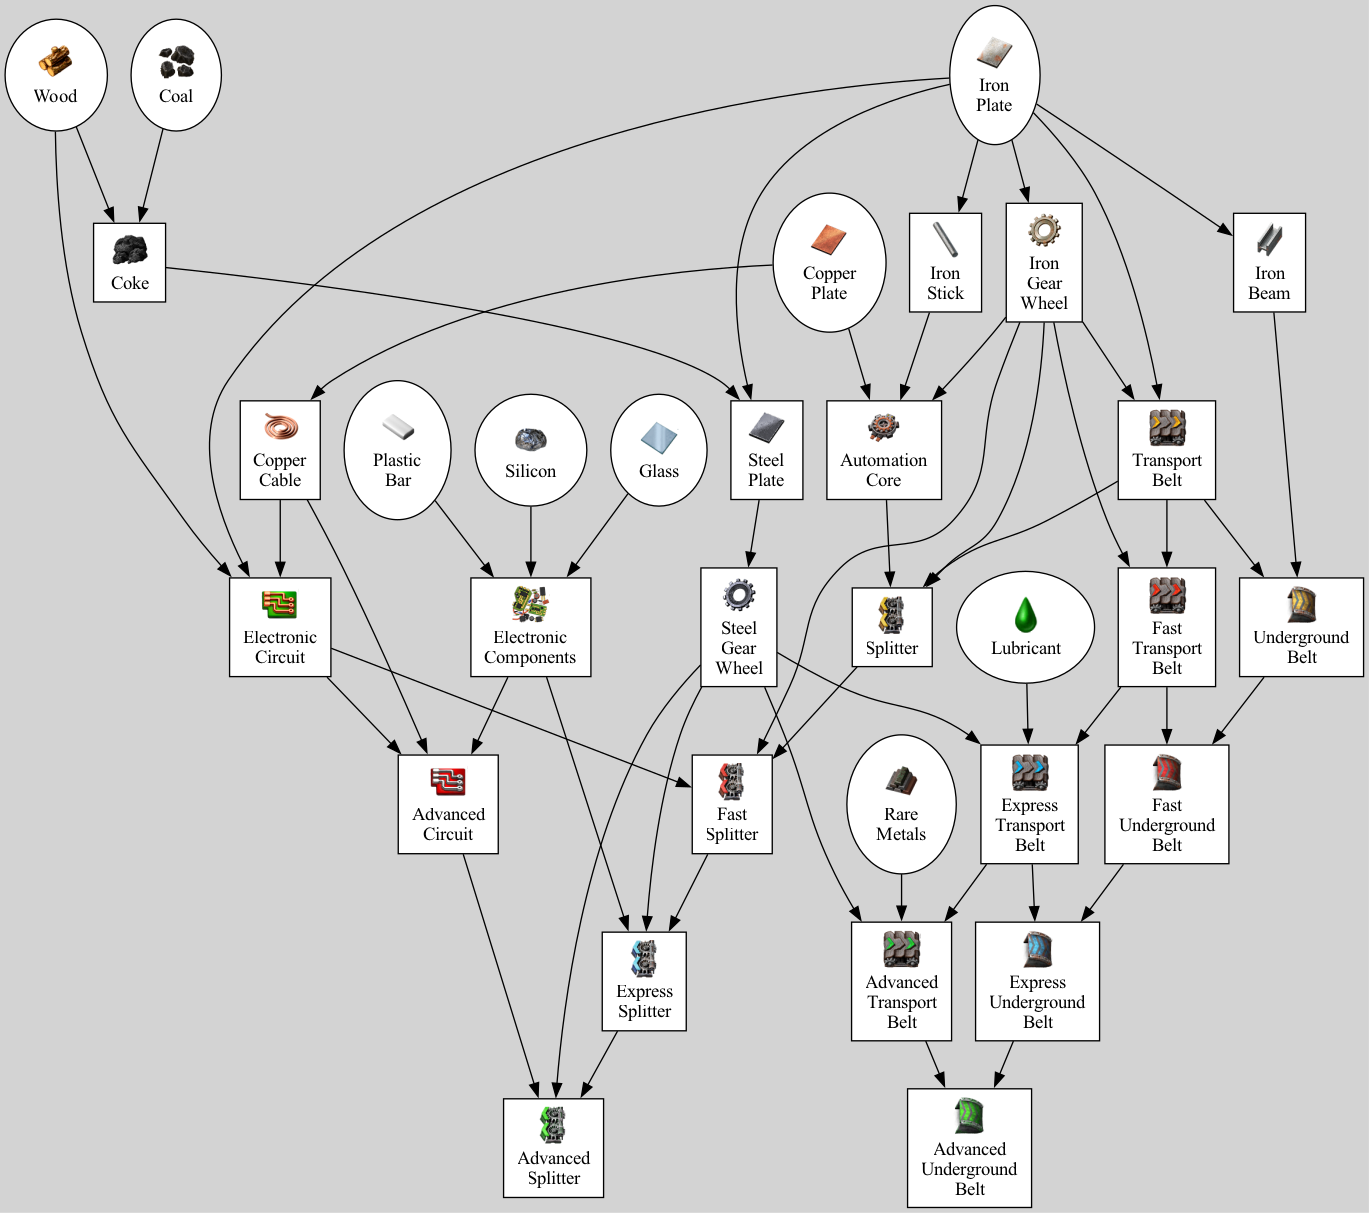 Wood
Coal
Iron
Plate
Coke
Copper
Plate
Iron
Stick
Iron
Gear
Wheel
Iron
Beam
Copper
Cable
Plastic
Bar
Silicon
Glass
Steel
Plate
Automation
Core
Transport
Belt
Electronic
Circuit
Electronic
Components
Steel
Gear
Wheel
Splitter
Lubricant
Fast
Transport
Belt
Underground
Belt
Advanced
Circuit
Fast
Splitter
Rare
Metals
Express
Transport
Belt
Fast
Underground
Belt
Express
Splitter
Advanced
Transport
Belt
Express
Underground
Belt
Advanced
Splitter
Advanced
Underground
Belt